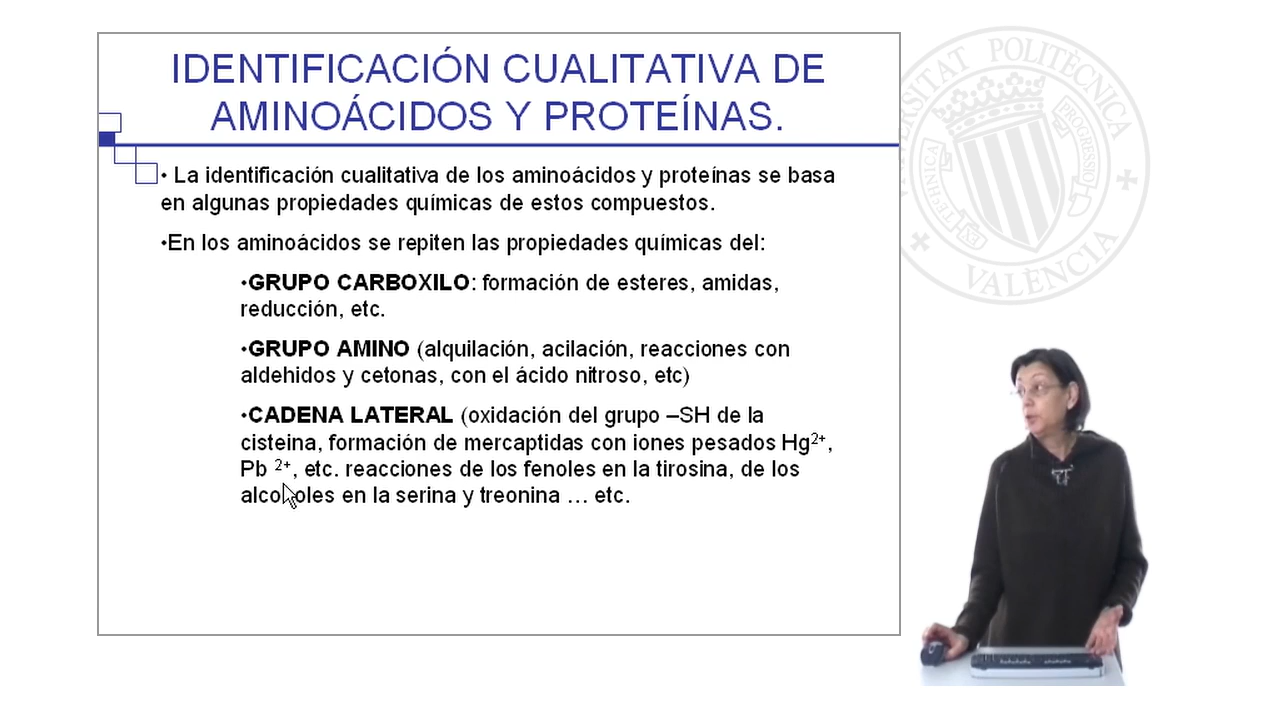 IDENTIFICACIÓN CUALITATIVA DE
AMINOÁCIDOS Y PROTEÍNAS.
• La identificación cualitativa de los aminoácidos y proteínas se basa
en algunas propiedades químicas de estos compuestos.
•En los aminoácidos se repiten las propiedades químicas del:
•GRUPO CARBOXILO: formación de esteres, amidas,
reducción, etc.
•GRUPO AMINO (alquilación, acilación, reacciones con
aldehidos y cetonas, con el ácido nitroso, etc)
•CADENA LATERAL (oxidación del grupo –SH de la
cisteina, formación de mercaptidas con iones pesados Hg²⁺,
Pb ²⁺, etc. reacciones de los fenoles en la tirosina, de los
alcoholes en la serina y treonina … etc.
POLITÈCNICA
VALÈNCIA
TECHNICA
EX
PROGRESSIO